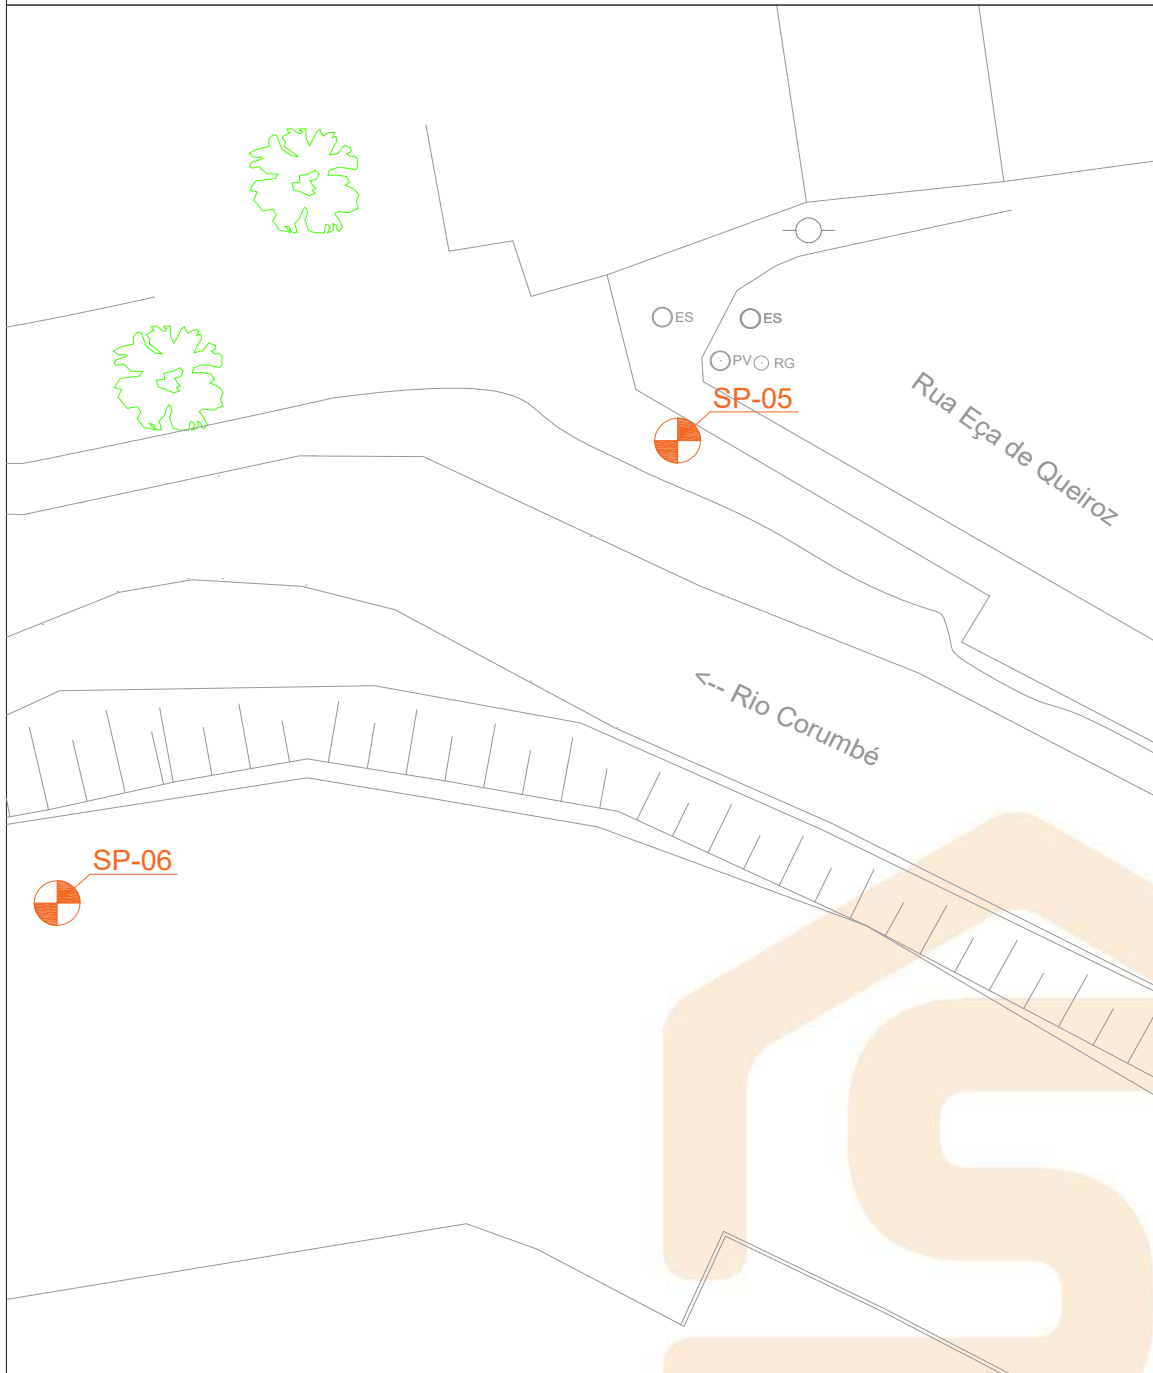 ES
ES
PV
RG
SP-05
Rua Eça de Queiroz
<-- Rio Corumbé
SP-06